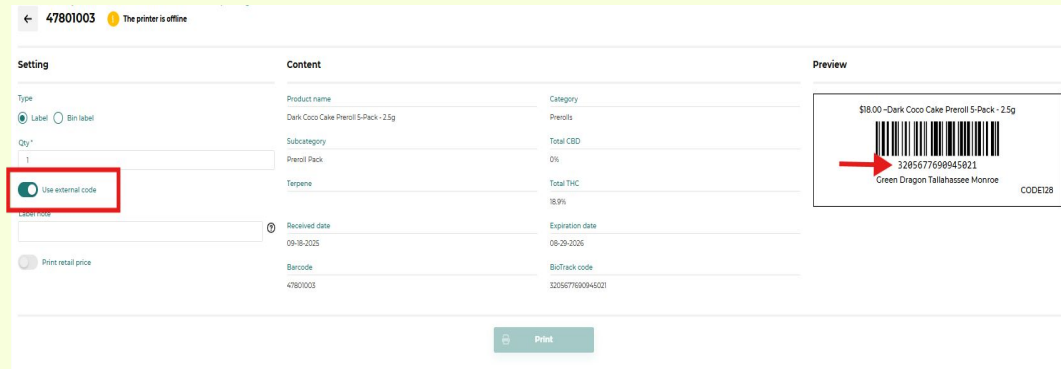 47801003 The printer is offline
Setting
Type
Label Bin label
Qty*
1
Use external code
Label note
Print retail price
Content
Product name
Dark Coco Cake Preroll 5-Pack - 2.5g
Category
Prerolls
Subcategory
Preroll Pack
Total CBD
0%
Terpene
Total THC
18.9%
Received date
09-18-2025
Expiration date
08-29-2026
Barcode
47801003
BioTrack code
3205677690945021
Preview
$18.00 -Dark Coco Cake Preroll 5-Pack - 2.5g
3205677690945021
Green Dragon Tallahassee Monroe
CODE128
Print